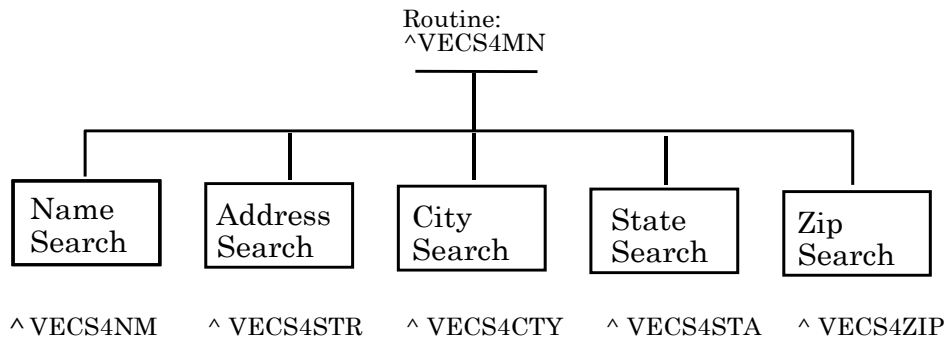 Routine:
^VECS4MN
Name
Search
Address
Search
City
Search
State
Search
Zip
Search
^ VECS4NM
^ VECS4STR
^ VECS4CTY
^ VECS4STA
^ VECS4ZIP